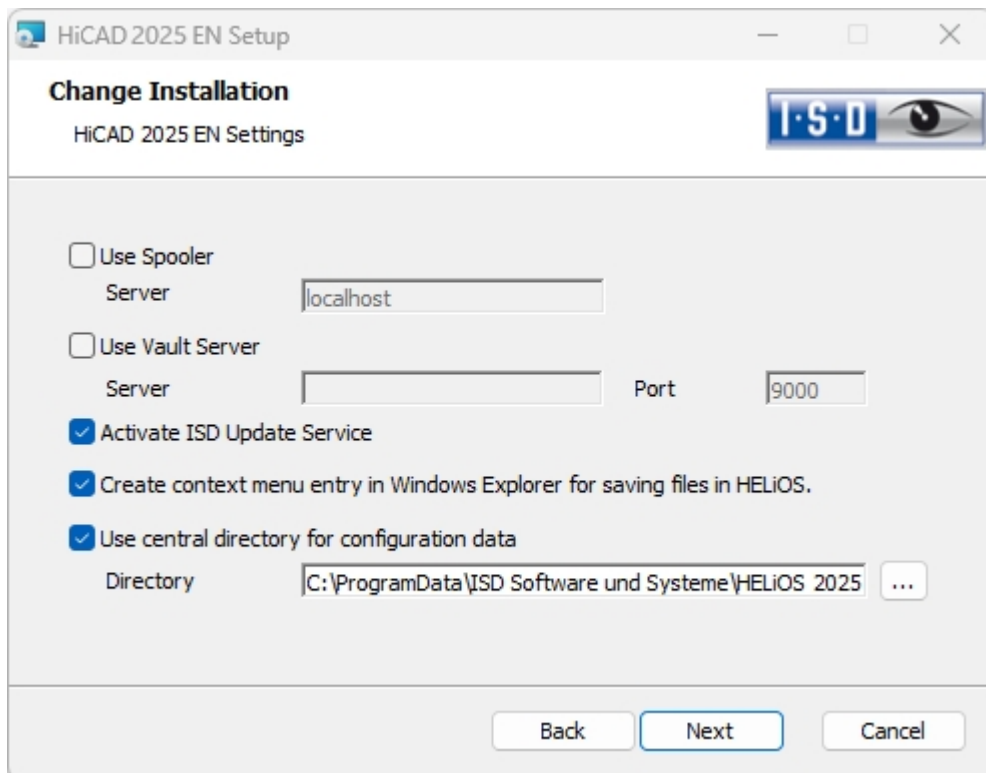 HiCAD 2025 EN Setup
Change Installation
HiCAD 2025 EN Settings
I·S·D
Use Spooler
Server localhost
Use Vault Server
Server Port 9000
Activate ISD Update Service
Create context menu entry in Windows Explorer for saving files in HELiOS.
Use central directory for configuration data
Directory C:\ProgramData\ISD Software und Systeme\HELiOS 2025 ...
Back Next Cancel